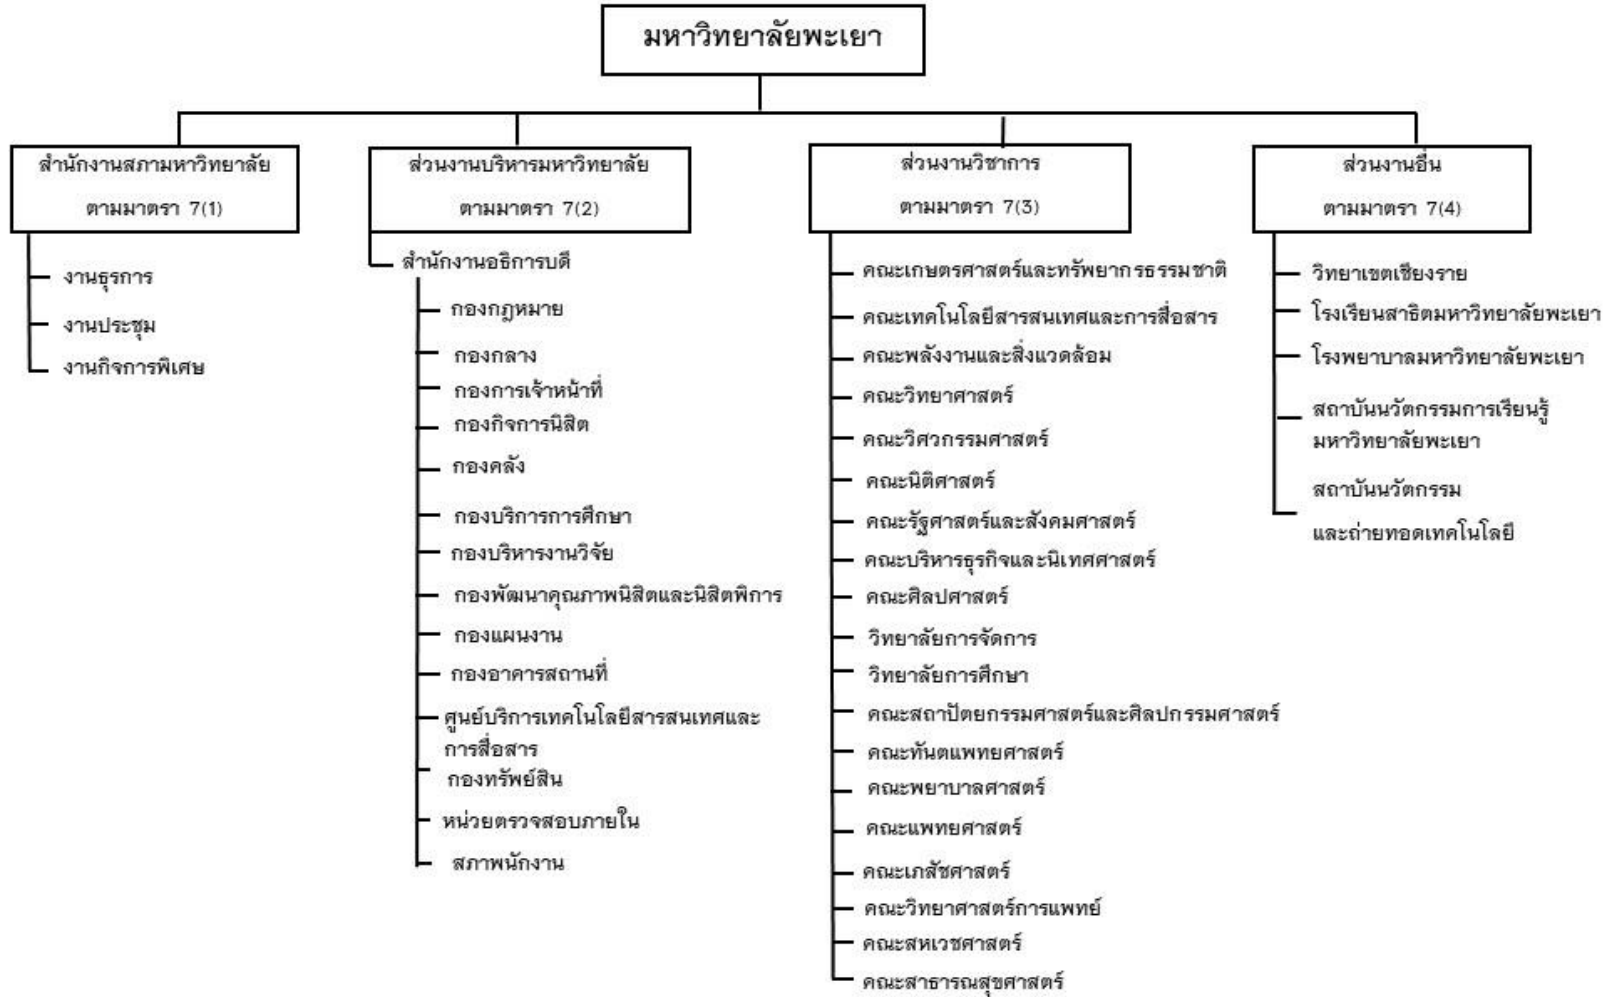 มหาวิทยาลัยพะเยา
สำนักงานสภามหาวิทยาลัย
ตามมาตรา 7(1)
งานธุรการ
งานประชุม
งานกิจการพิเศษ
ส่วนงานบริหารมหาวิทยาลัย
ตามมาตรา 7(2)
สำนักงานอธิการบดี
กองกฎหมาย
กองกลาง
กองการเจ้าหน้าที่
กองกิจการนิสิต
กองคลัง
กองบริการการศึกษา
กองบริหารงานวิจัย
กองพัฒนาคุณภาพนิสิตและนิสิตพิการ
กองแผนงาน
กองอาคารสถานที่
ศูนย์บริการเทคโนโลยีสารสนเทศและ
การสื่อสาร
กองทรัพย์สิน
หน่วยตรวจสอบภายใน
สภาพนักงาน
ส่วนงานวิชาการ
ตามมาตรา 7(3)
คณะเกษตรศาสตร์และทรัพยากรธรรมชาติ
คณะเทคโนโลยีสารสนเทศและการสื่อสาร
คณะพลังงานและสิ่งแวดล้อม
คณะวิทยาศาสตร์
คณะวิศวกรรมศาสตร์
คณะนิติศาสตร์
คณะรัฐศาสตร์และสังคมศาสตร์
คณะบริหารธุรกิจและนิเทศศาสตร์
คณะศิลปศาสตร์
วิทยาลัยการจัดการ
วิทยาลัยการศึกษา
คณะสถาปัตยกรรมศาสตร์และศิลปกรรมศาสตร์
คณะทันตแพทยศาสตร์
คณะพยาบาลศาสตร์
คณะแพทยศาสตร์
คณะเภสัชศาสตร์
คณะวิทยาศาสตร์การแพทย์
คณะสหเวชศาสตร์
คณะสาธารณสุขศาสตร์
ส่วนงานอื่น
ตามมาตรา 7(4)
วิทยาเขตเชียงราย
โรงเรียนสาธิตมหาวิทยาลัยพะเยา
โรงพยาบาลมหาวิทยาลัยพะเยา
สถาบันนวัตกรรมการเรียนรู้
มหาวิทยาลัยพะเยา
สถาบันนวัตกรรม
และถ่ายทอดเทคโนโลยี